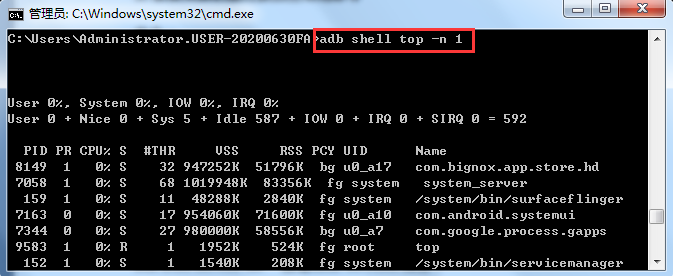 管理员: C:\Windows\system32\cmd.exe
C:\Users\Administrator.USER-20200630FA>adb shell top -n 1
User 0%, System 0%, IOW 0%, IRQ 0%
User 0 + Nice 0 + Sys 5 + Idle 587 + IOW 0 + IRQ 0 + SIRQ 0 = 592
PID PR CPU% S #THR VSS RSS PCY UID Name
8149 1 0% S 32 947252K 51796K bg u0_a17 com.bignox.app.store.hd
7058 1 0% S 68 1019948K 83356K fg system system_server
159 1 0% S 11 48288K 2840K fg system /system/bin/surfaceflinger
7163 0 0% S 17 954060K 71600K fg u0_a10 com.android.systemui
7344 0 0% S 27 980000K 58556K bg u0_a7 com.google.process.gapps
9583 1 0% R 1 1952K 524K fg root top
152 1 0% S 1 1540K 208K fg system /system/bin/servicemanager